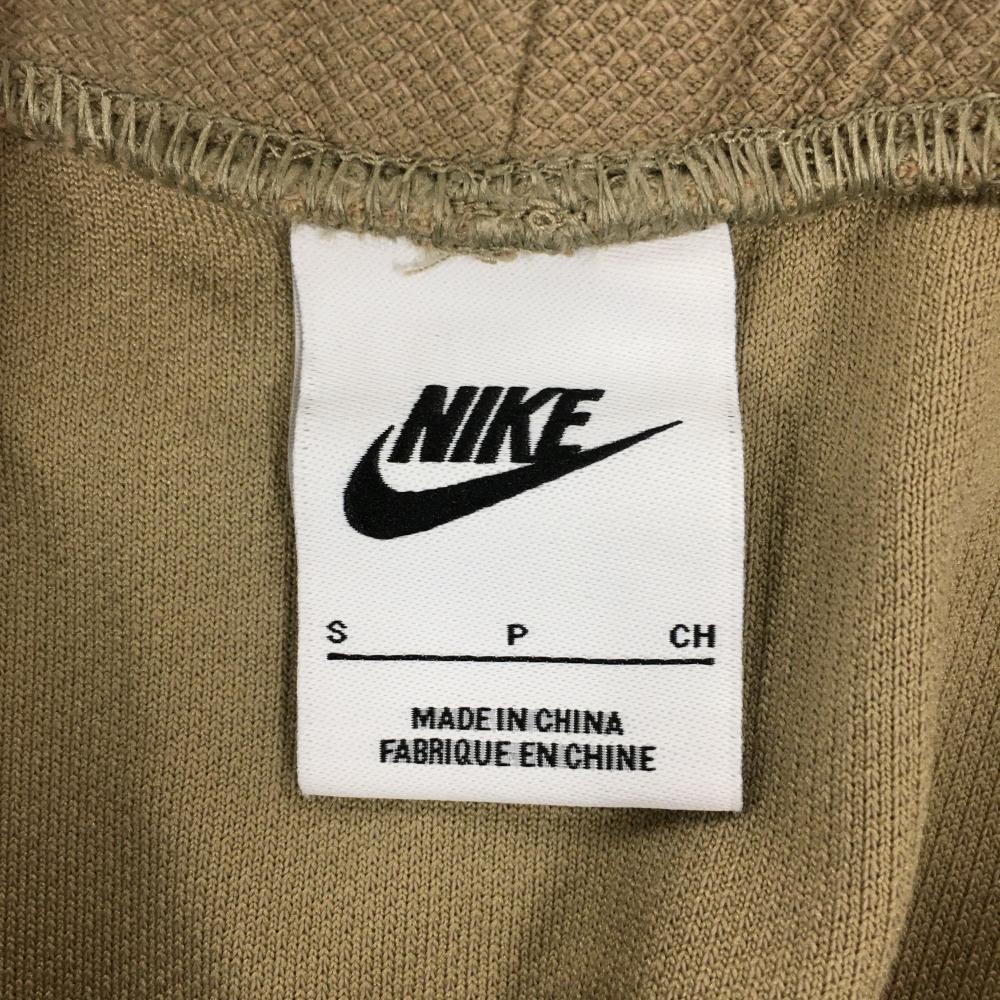 NIKE
S P CH
MADE IN CHINA
FABRIQUE EN CHINE